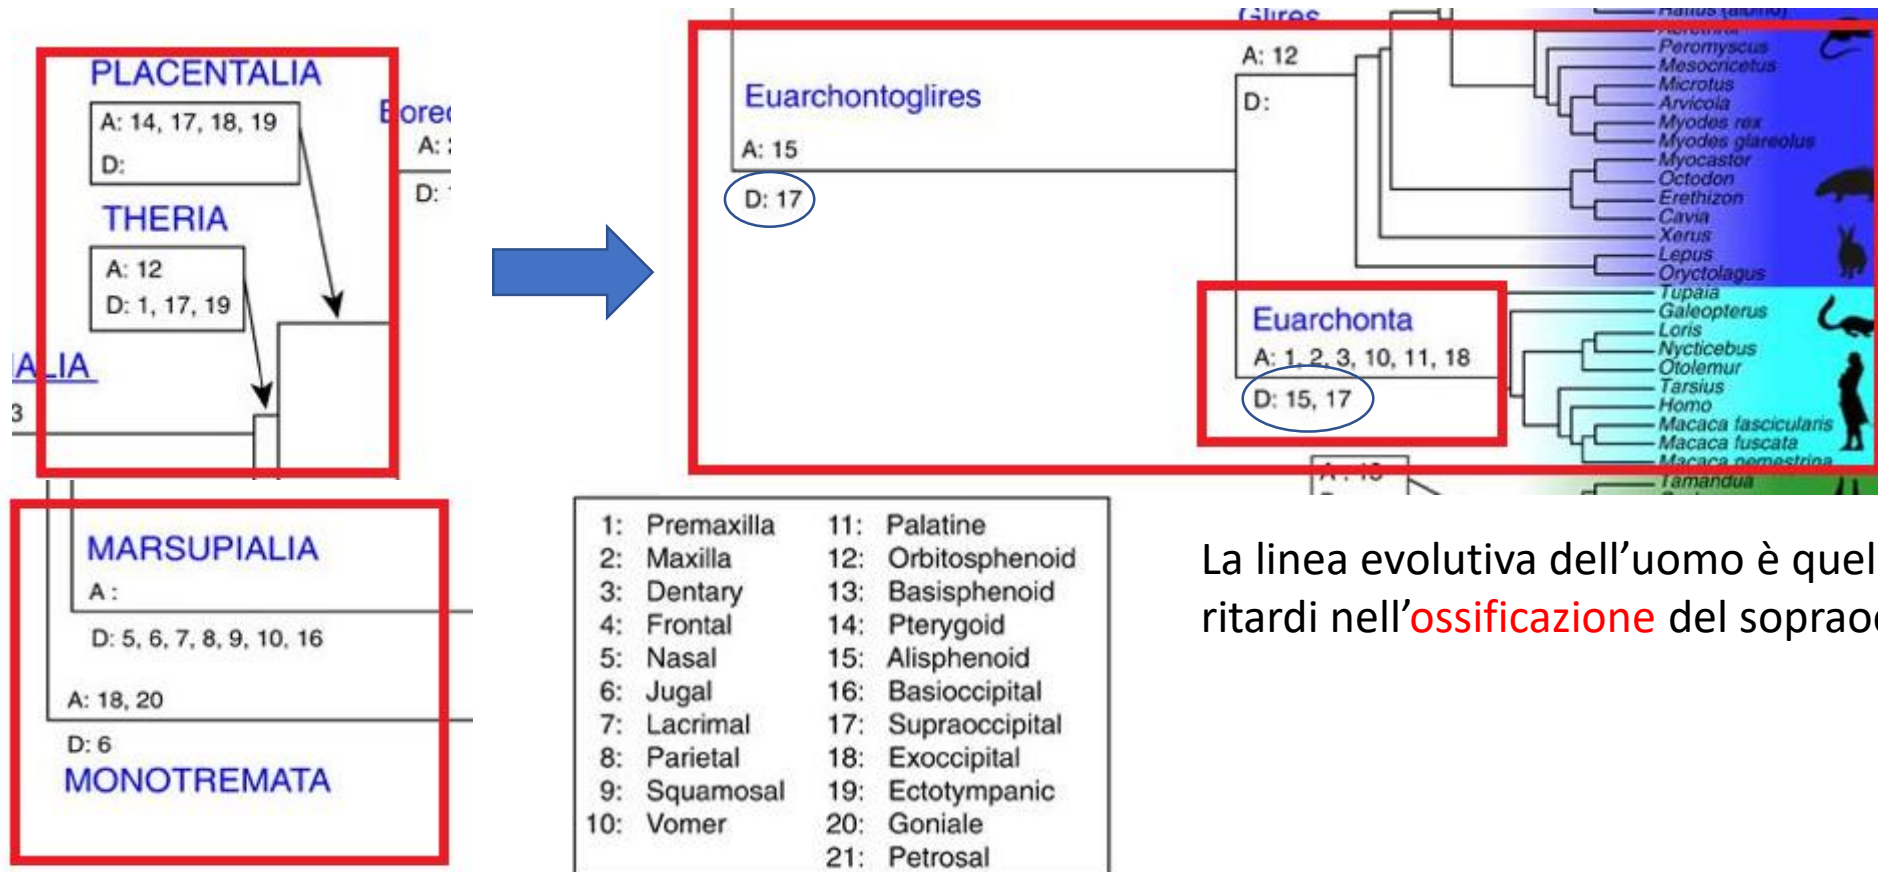 PLACENTALIA
A: 14, 17, 18, 19
D:
THERIA
A: 12
D: 1, 17, 19
ALIA
3
A:
D:
Euarchontoglires
A: 15
D: 17
Glires
A: 12
D:
Peromyscus
Mesocricetus
Microtus
Arvicola
Myodes rex
Myodes glareolus
Myocastor
Octodon
Erethizon
Cavia
Xerus
Lepus
Oryctolagus
Euarchonta
A: 1, 2, 3, 10, 11, 18
D: 15, 17
Tupaia
Galeopterus
Loris
Nycticebus
Otolemur
Tarsius
Homo
Macaca fascicularis
Macaca fuscata
Macaca nemestrina
Tamandua
MARSUPIALIA
A :
D: 5, 6, 7, 8, 9, 10, 16
A: 18, 20
D: 6
MONOTREMATA
1: Premaxilla 11: Palatine
2: Maxilla 12: Orbitosphenoid
3: Dentary 13: Basisphenoid
4: Frontal 14: Pterygoid
5: Nasal 15: Alisphenoid
6: Jugal 16: Basioccipital
7: Lacrimal 17: Supraoccipital
8: Parietal 18: Exoccipital
9: Squamosal 19: Ectotympanic
10: Vomer 20: Goniale
21: Petrosal
La linea evolutiva dell’uomo è quel
ritardi nell’ossificazione del sopraoc